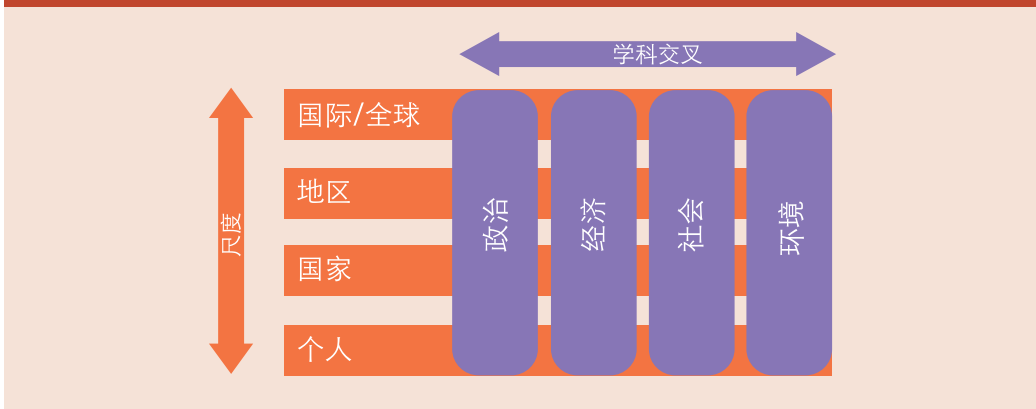 学科交叉
国际/全球
地区
国家
个人
尺度
政治
经济
社会
环境